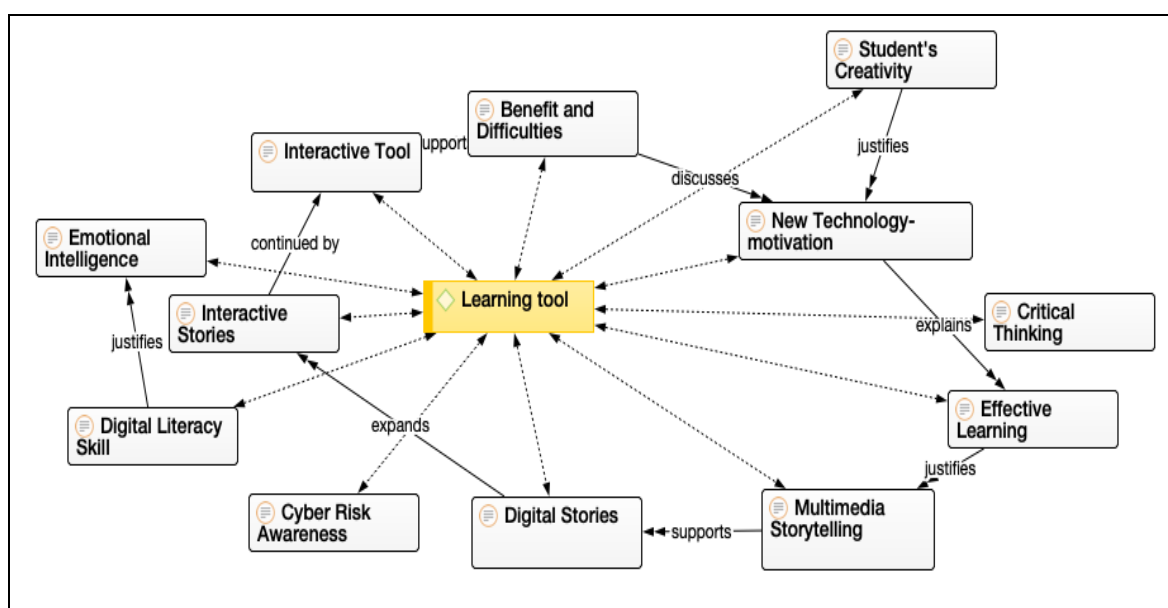 Student's
Creativity
Benefit and
Difficulties
Interactive Tool
upport
justifies
discusses
New Technology-
motivation
Emotional
Intelligence
continued by
Learning tool
Interactive
Stories
Critical
Thinking
explains
justifies
Digital Literacy
Skill
expands
Effective
Learning
justifies
Cyber Risk
Awareness
Digital Stories
supports
Multimedia
Storytelling